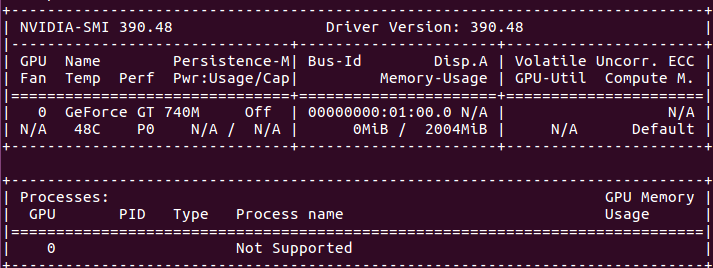 +-----------------------------------------------------------------------------+
| NVIDIA-SMI 390.48                 Driver Version: 390.48                    |
|-------------------------------+----------------------+----------------------+
| GPU  Name        Persistence-M| Bus-Id        Disp.A | Volatile Uncorr. ECC |
| Fan  Temp  Perf  Pwr:Usage/Cap|         Memory-Usage | GPU-Util  Compute M. |
|===============================+======================+======================|
|   0  GeForce GT 740M     Off  | 00000000:01:00.0 N/A |                  N/A |
| N/A   48C    P0    N/A /  N/A |      0MiB /  2004MiB |     N/A      Default |
+-------------------------------+----------------------+----------------------+
+-----------------------------------------------------------------------------+
| Processes:                                                       GPU Memory |
|  GPU       PID   Type   Process name                             Usage      |
|=============================================================================|
|    0                    Not Supported                                       |
+-----------------------------------------------------------------------------+